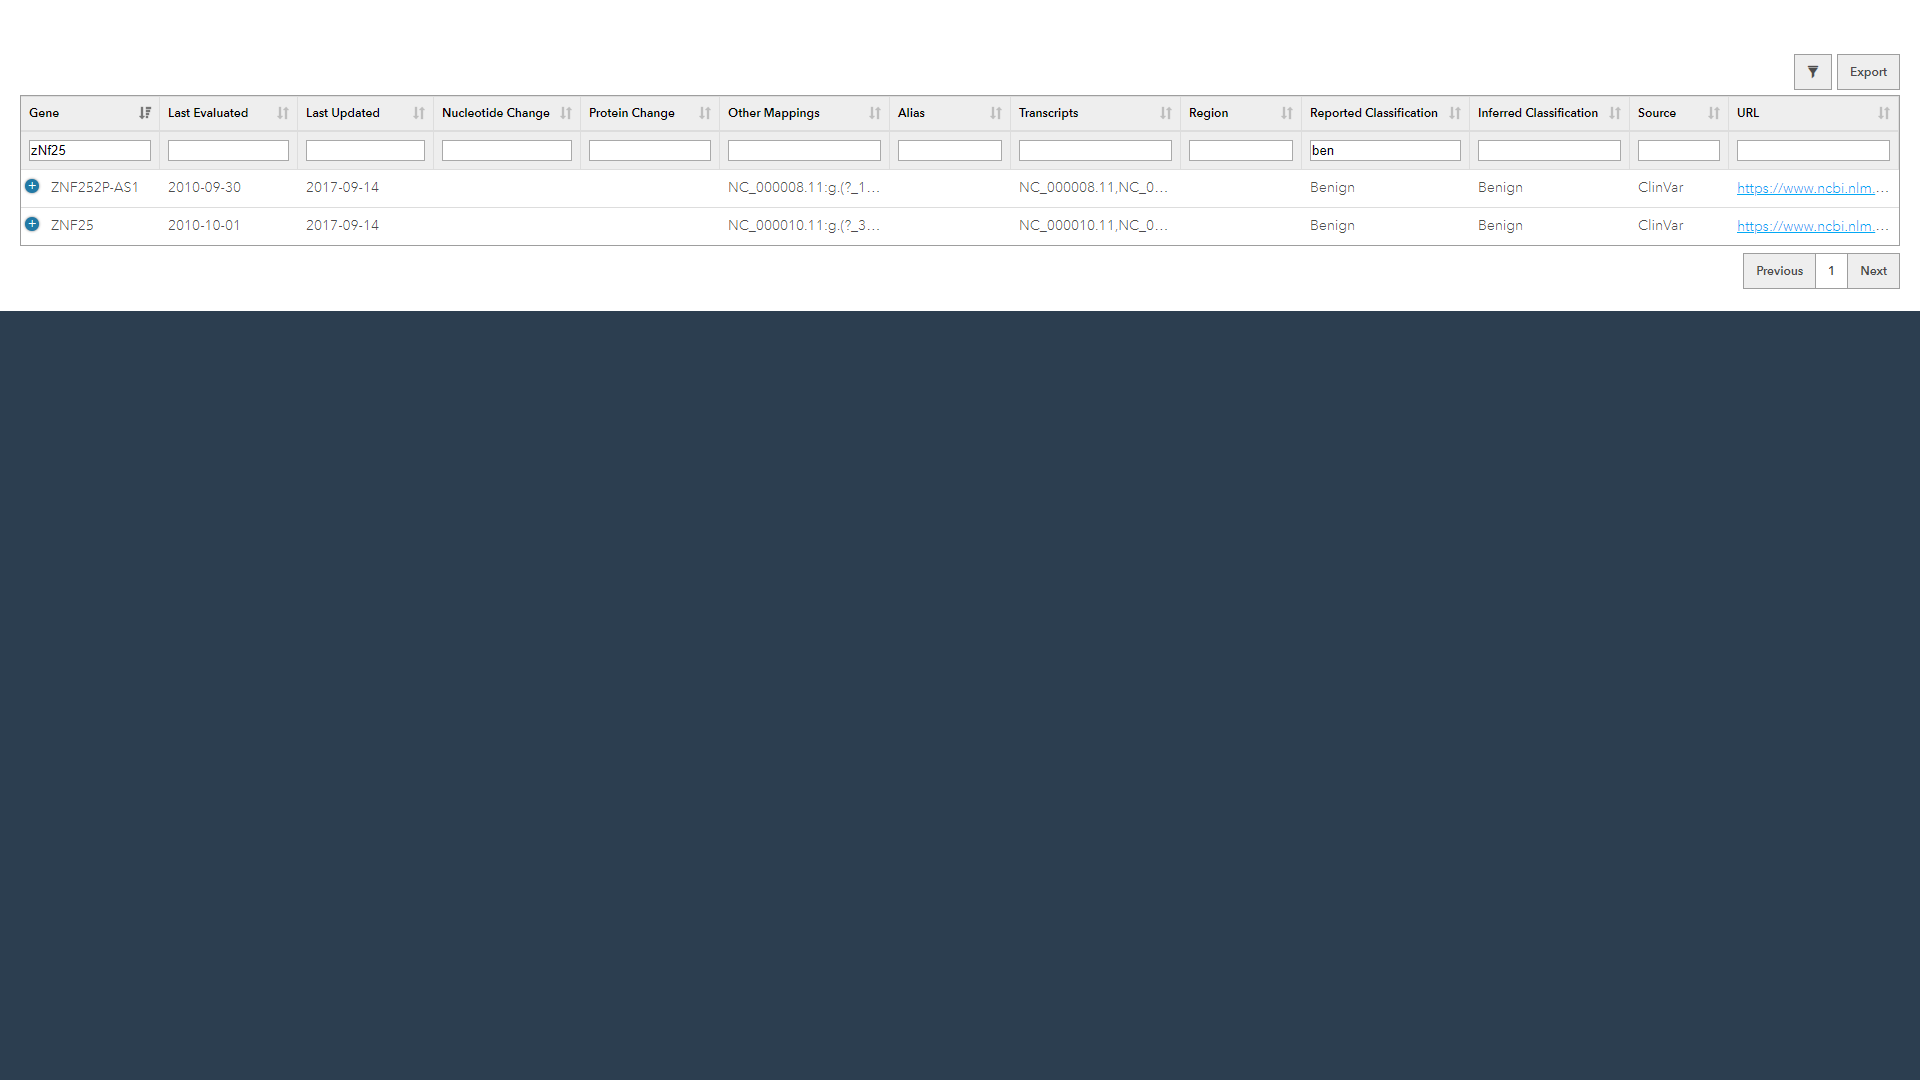 Export
Gene Last Evaluated Last Updated Nucleotide Change Protein Change Other Mappings Alias Transcripts Region Reported Classification Inferred Classification Source URL
zNf25 ben
ZNF252P-AS1 2010-09-30 2017-09-14 NC_000008.11:g.(?_1... NC_000008.11,NC_0... Benign Benign ClinVar https://www.ncbi.nlm....
ZNF25 2010-10-01 2017-09-14 NC_000010.11:g.(?_3... NC_000010.11,NC_0... Benign Benign ClinVar https://www.ncbi.nlm....
Previous 1 Next